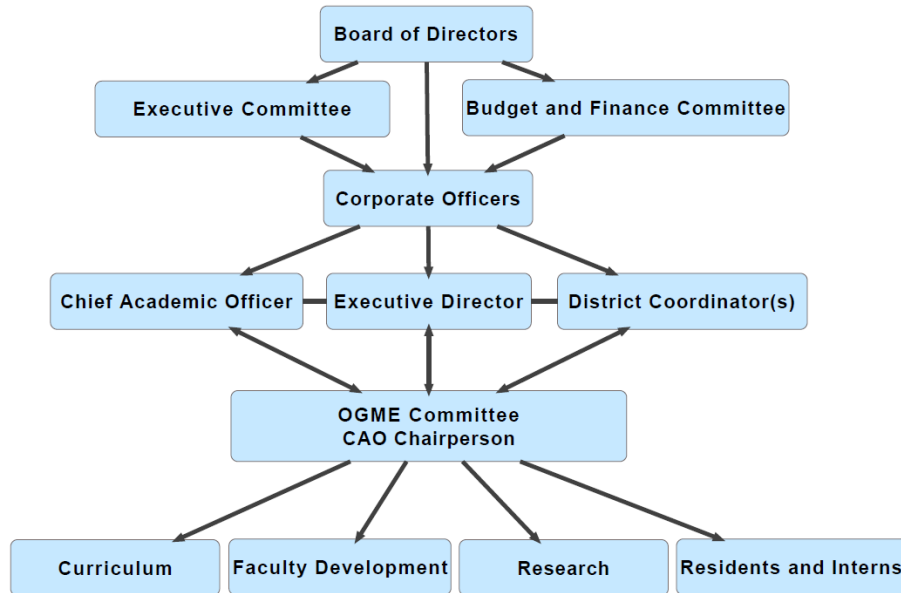 Board of Directors
Executive Committee
Budget and Finance Committee
Corporate Officers
Chief Academic Officer
Executive Director
District Coordinator(s)
OGME Committee
CAO Chairperson
Curriculum
Faculty Development
Research
Residents and Interns